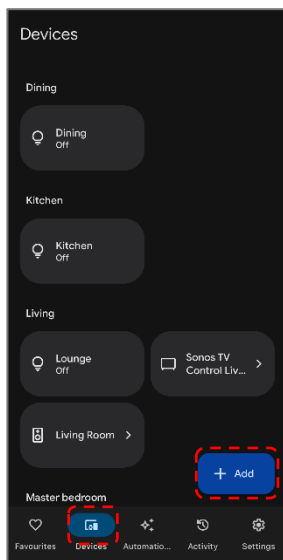 Devices
Dining
Dining
Off
Kitchen
Kitchen
Off
Living
Lounge
Off
Sonos TV
Control Liv...
Living Room
+ Add
Master bedroom
Favourites Devices Automatio... Activity Settings